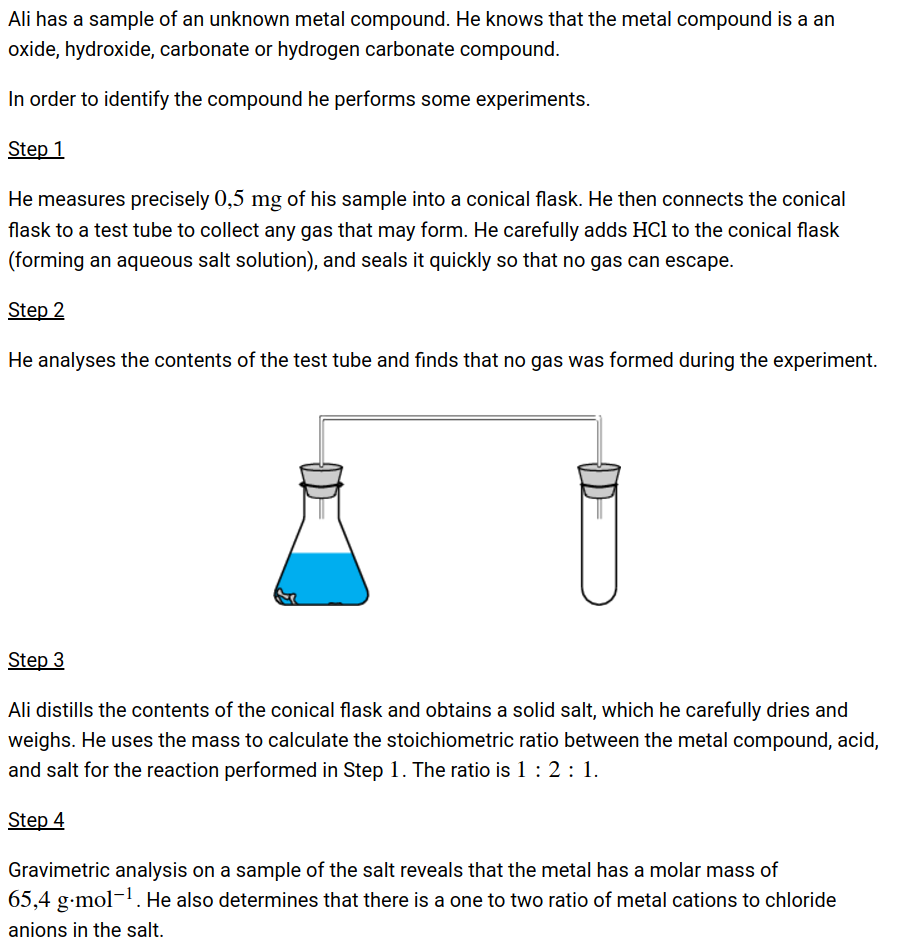 Ali has a sample of an unknown metal compound. He knows that the metal compound is a an
oxide, hydroxide, carbonate or hydrogen carbonate compound.
In order to identify the compound he performs some experiments.
Step 1
He measures precisely 0,5 mg of his sample into a conical flask. He then connects the conical
flask to a test tube to collect any gas that may form. He carefully adds HCl to the conical flask
(forming an aqueous salt solution), and seals it quickly so that no gas can escape.
Step 2
He analyses the contents of the test tube and finds that no gas was formed during the experiment.
Step 3
Ali distills the contents of the conical flask and obtains a solid salt, which he carefully dries and
weighs. He uses the mass to calculate the stoichiometric ratio between the metal compound, acid,
and salt for the reaction performed in Step 1. The ratio is 1 : 2 : 1.
Step 4
Gravimetric analysis on a sample of the salt reveals that the metal has a molar mass of
65,4 g·mol⁻¹. He also determines that there is a one to two ratio of metal cations to chloride
anions in the salt.